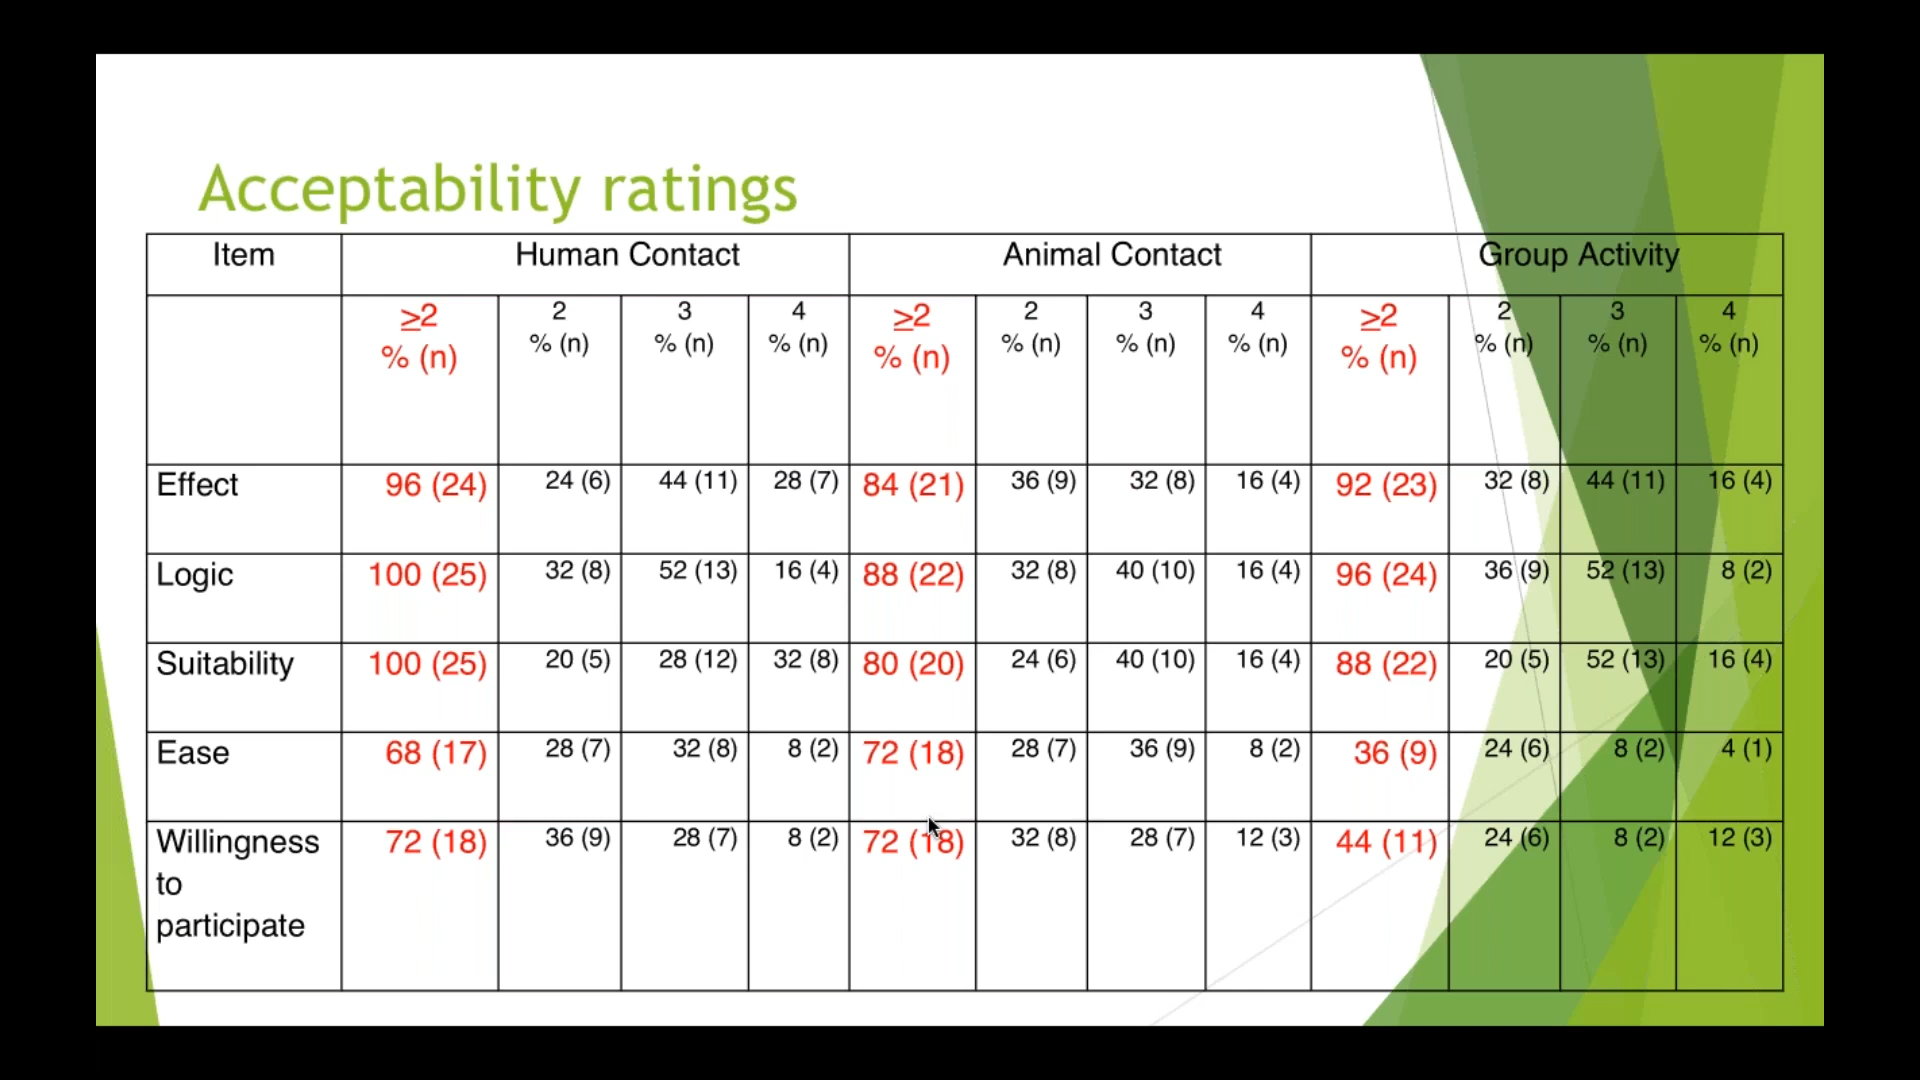 Acceptability ratings
Item Human Contact Animal Contact Group Activity
≥2 2 3 4 ≥2 2 3 4 ≥2 2 3 4
% (n) % (n) % (n) % (n) % (n) % (n) % (n) % (n) % (n) % (n) % (n) % (n)
Effect 96 (24) 24 (6) 44 (11) 28 (7) 84 (21) 36 (9) 32 (8) 16 (4) 92 (23) 32 (8) 44 (11) 16 (4)
Logic 100 (25) 32 (8) 52 (13) 16 (4) 88 (22) 32 (8) 40 (10) 16 (4) 96 (24) 36 (9) 52 (13) 8 (2)
Suitability 100 (25) 20 (5) 28 (12) 32 (8) 80 (20) 24 (6) 40 (10) 16 (4) 88 (22) 20 (5) 52 (13) 16 (4)
Ease 68 (17) 28 (7) 32 (8) 8 (2) 72 (18) 28 (7) 36 (9) 8 (2) 36 (9) 24 (6) 8 (2) 4 (1)
Willingness 72 (18) 36 (9) 28 (7) 8 (2) 72 (18) 32 (8) 28 (7) 12 (3) 44 (11) 24 (6) 8 (2) 12 (3)
to
participate